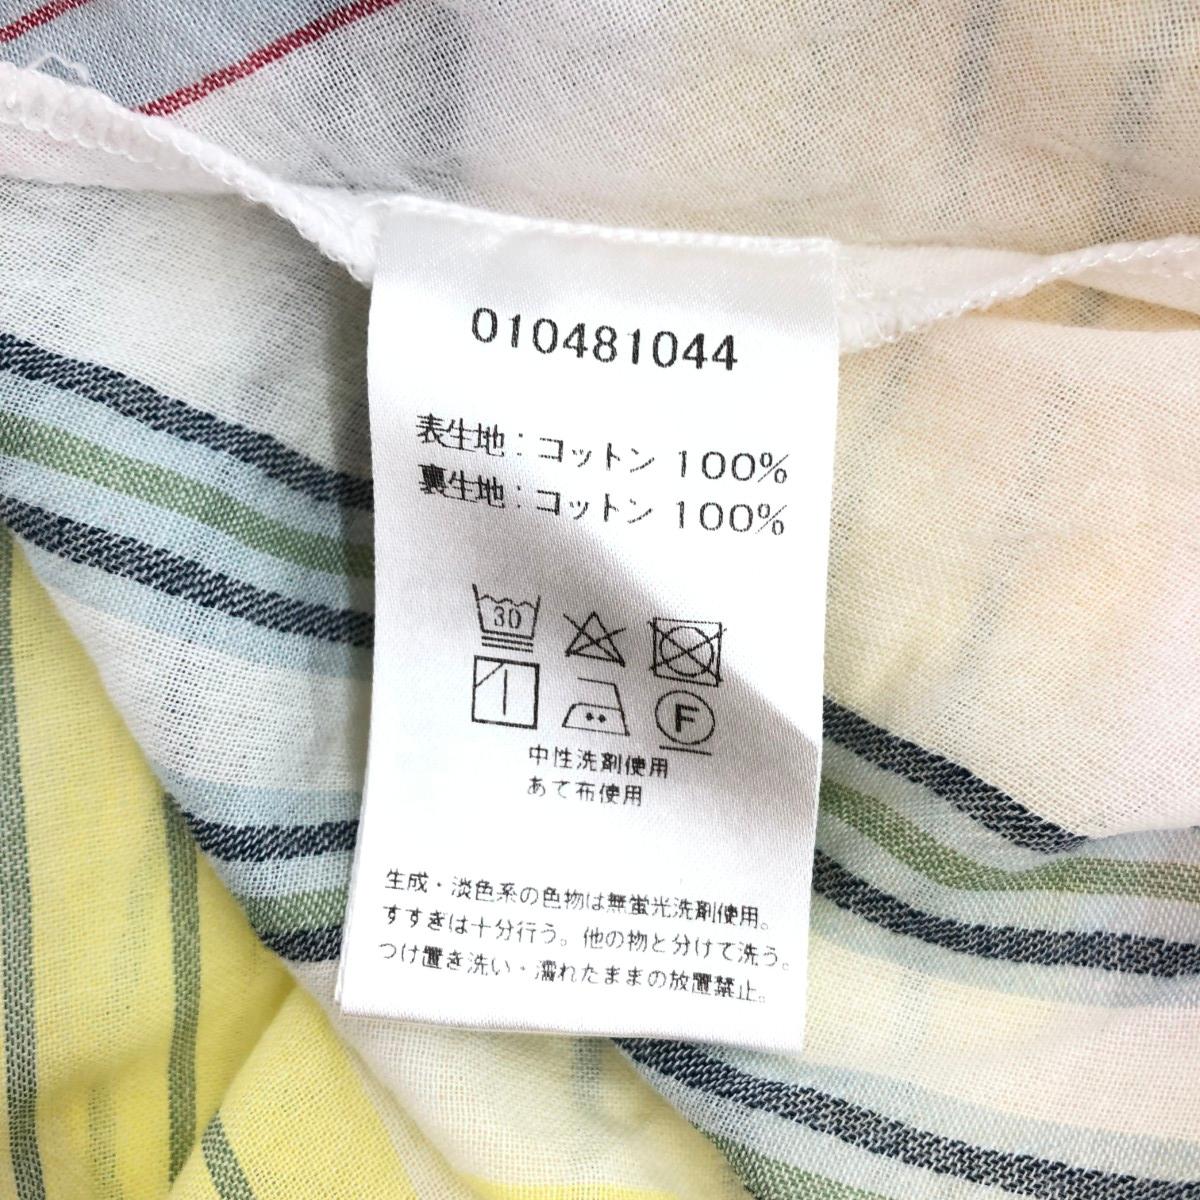 010481044
表生地：コットン 100%
裏生地：コットン 100%
30
F
中性洗剤使用
あて布使用
生成・淡色系の色物は無蛍光洗剤使用。
すすぎは十分行う。他の物と分けて洗う。
つけ置き洗い・濡れたままの放置禁止。